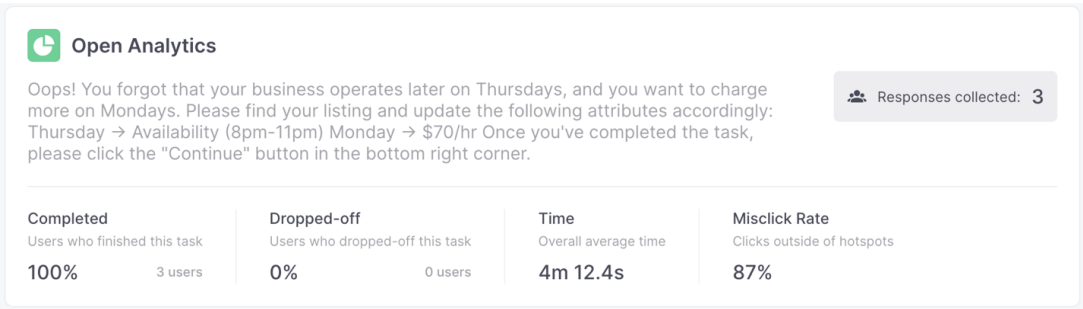 Open Analytics
Oops! You forgot that your business operates later on Thursdays, and you want to charge
more on Mondays. Please find your listing and update the following attributes accordingly:
Thursday → Availability (8pm-11pm) Monday → $70/hr Once you've completed the task,
please click the "Continue" button in the bottom right corner.
Responses collected: 3
Completed
Users who finished this task
100% 3 users
Dropped-off
Users who dropped-off this task
0% 0 users
Time
Overall average time
4m 12.4s
Misclick Rate
Clicks outside of hotspots
87%